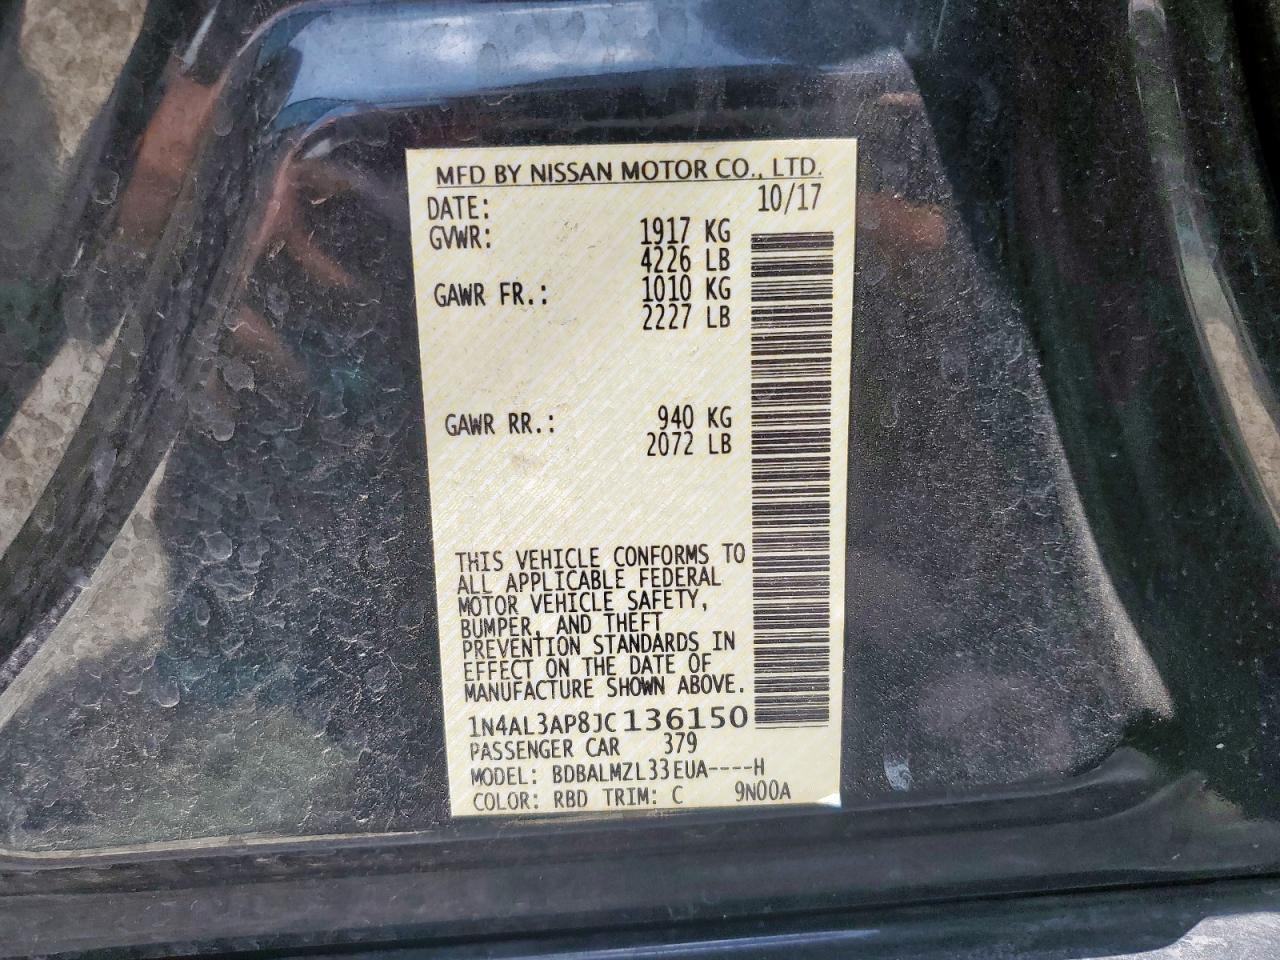 MFD BY NISSAN MOTOR CO., LTD.
DATE: 10/17
GVWR: 1917 KG
4226 LB
GAWR FR.: 1010 KG
2227 LB
GAWR RR.: 940 KG
2072 LB
THIS VEHICLE CONFORMS TO
ALL APPLICABLE FEDERAL
MOTOR VEHICLE SAFETY,
BUMPER, AND THEFT
PREVENTION STANDARDS IN
EFFECT ON THE DATE OF
MANUFACTURE SHOWN ABOVE.
1N4AL3AP8JC136150
PASSENGER CAR 379
MODEL: BDBALMZL33EUA----H
COLOR: RBD TRIM: C 9N00A